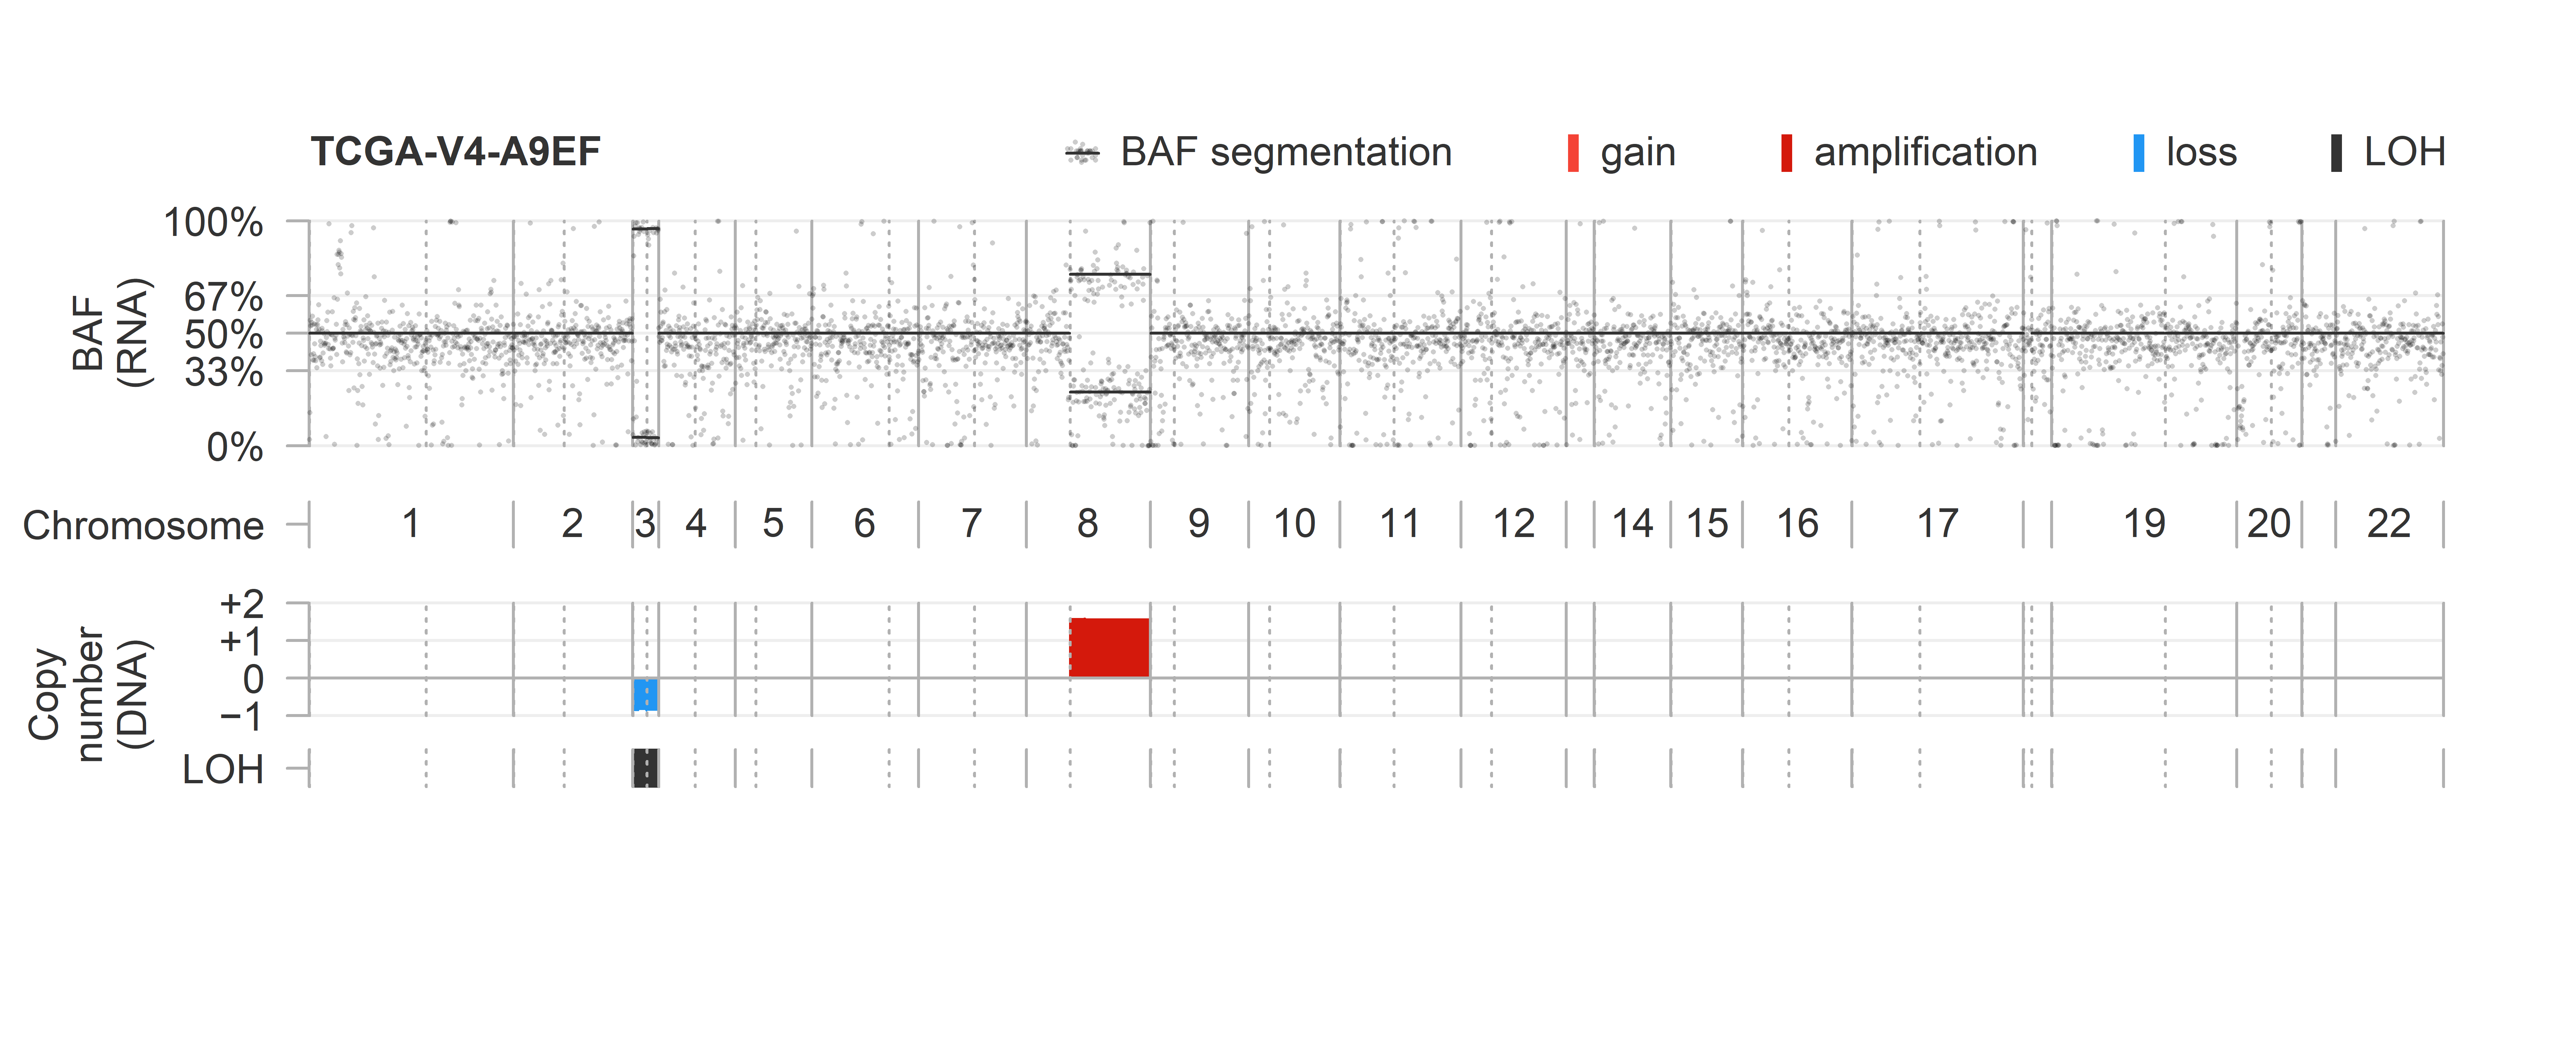 TCGA-V4-A9EF
BAF segmentation
gain
amplification
loss
LOH
BAF
(RNA)
100%
67%
50%
33%
0%
Chromosome
1 2 3 4 5 6 7 8 9 10 11 12 14 15 16 17 19 20 22
Copy
number
(DNA)
+2
+1
0
−1
LOH